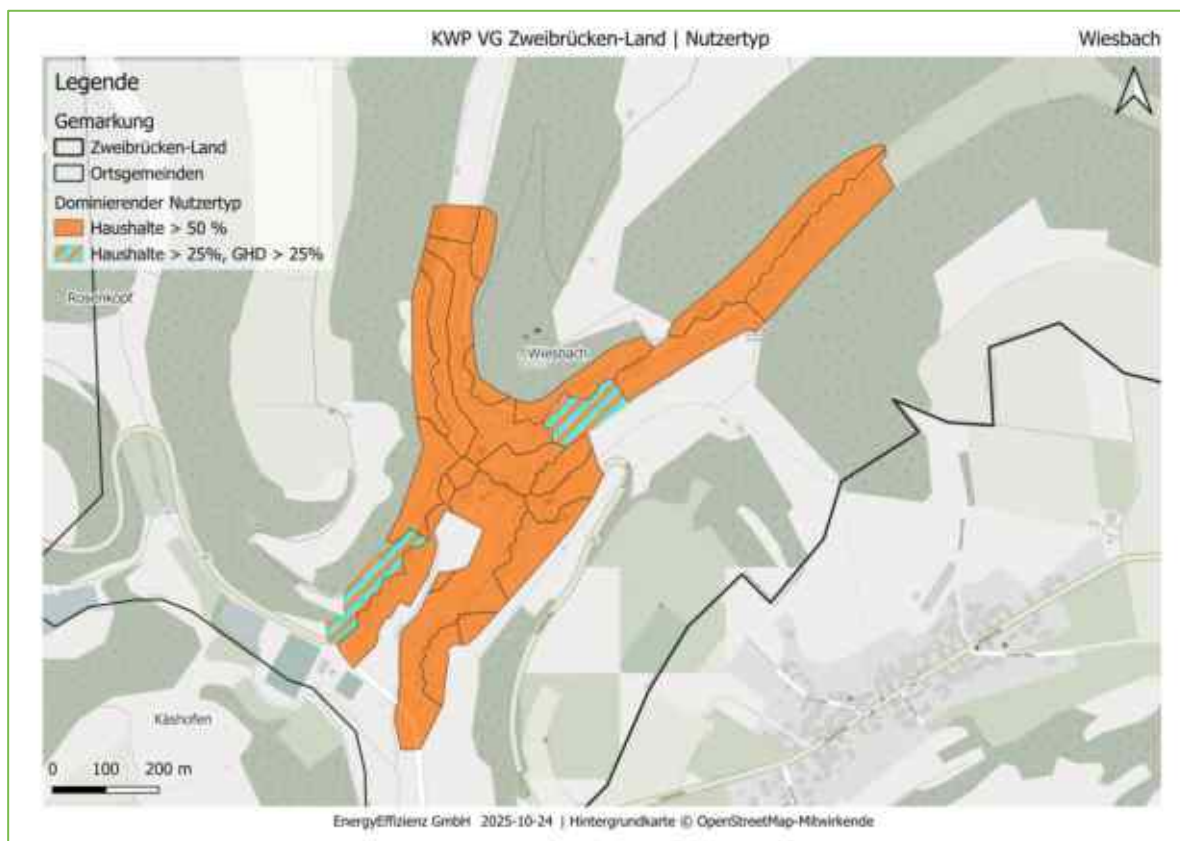 KWP VG Zweibrücken-Land | Nutzertyp
Wiesbach
Legende
Gemarkung
Zweibrücken-Land
Ortsgemeinden
Dominierender Nutzertyp
Haushalte > 50 %
Haushalte > 25%, GHD > 25%
Rosenkopf
Wiesbach
Käshofen
0 100 200 m
EnergyEffizienz GmbH 2025-10-24 | Hintergrundkarte © OpenStreetMap-Mitwirkende